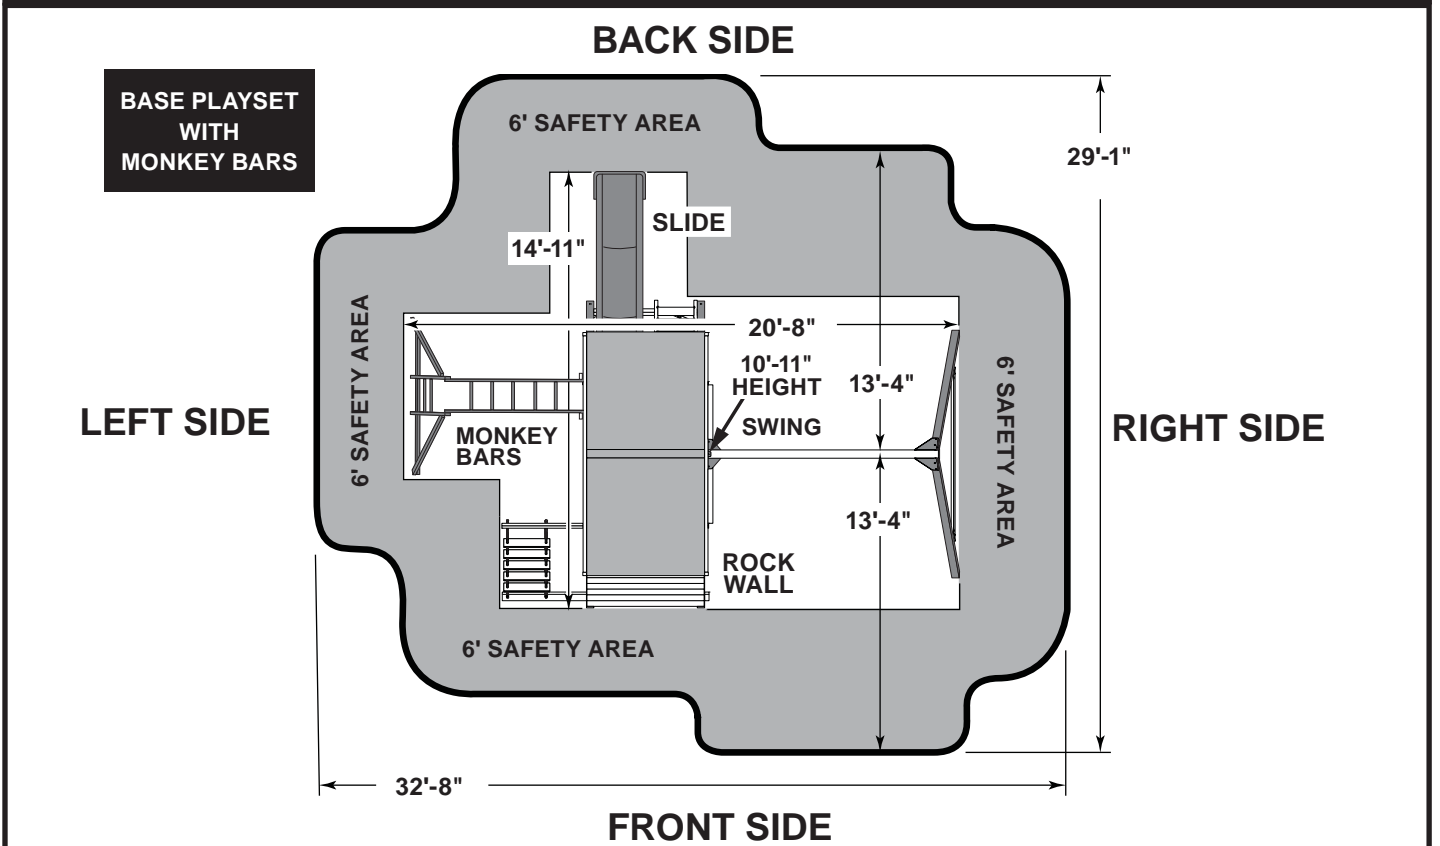 BACK SIDE
BASE PLAYSET
WITH
MONKEY BARS
6' SAFETY AREA
29'-1"
SLIDE
14'-11"
20'-8"
10'-11"
HEIGHT
13'-4"
6' SAFETY AREA
6' SAFETY AREA
LEFT SIDE
MONKEY
BARS
SWING
RIGHT SIDE
13'-4"
ROCK
WALL
6' SAFETY AREA
32'-8"
FRONT SIDE